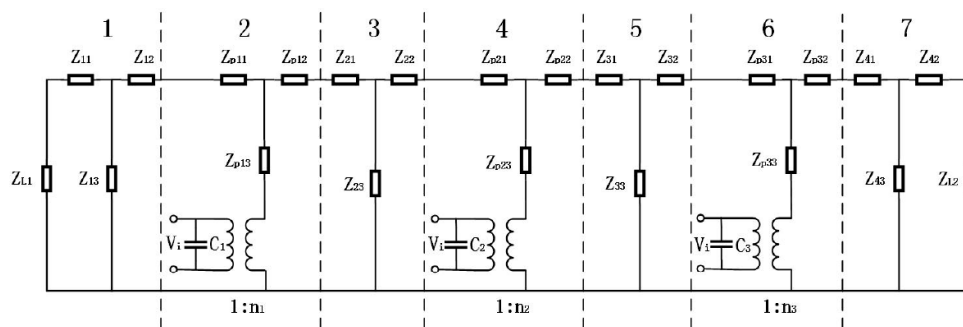 1 2 3 4 5 6 7
Z₁₁ Z₁₂ Zₚ₁₁ Zₚ₁₂ Z₂₁ Z₂₂ Zₚ₂₁ Zₚ₂₂ Z₃₁ Z₃₂ Zₚ₃₁ Zₚ₃₂ Z₄₁ Z₄₂
Z_L1 Z₁₃ Zₚ₁₃ Z₂₃ Zₚ₂₃ Z₃₃ Zₚ₃₃ Z₄₃ Z_L2
Vᵢ C₁ Vᵢ C₂ Vᵢ C₃
1:n₁ 1:n₂ 1:n₃